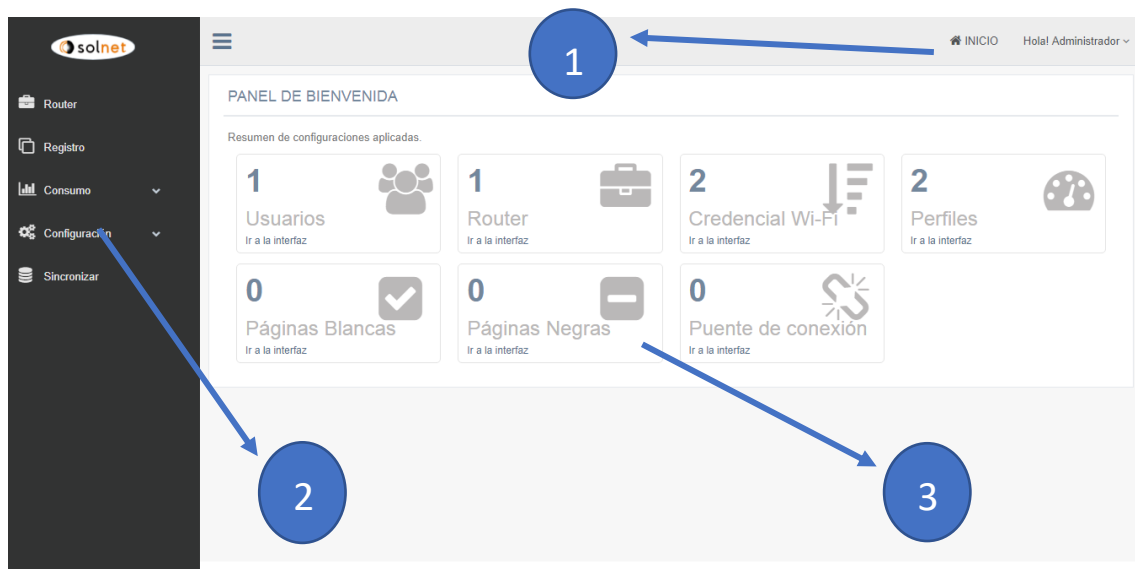 solnet
1
INICIO
Hola! Administrador
Router
Registro
Consumo
Configuración
Sincronizar
PANEL DE BIENVENIDA
Resumen de configuraciones aplicadas.
1
Usuarios
Ir a la interfaz
1
Router
Ir a la interfaz
2
Credencial Wi-Fi
Ir a la interfaz
2
Perfiles
Ir a la interfaz
0
Páginas Blancas
Ir a la interfaz
0
Páginas Negras
Ir a la interfaz
0
Puente de conexión
Ir a la interfaz
2
3